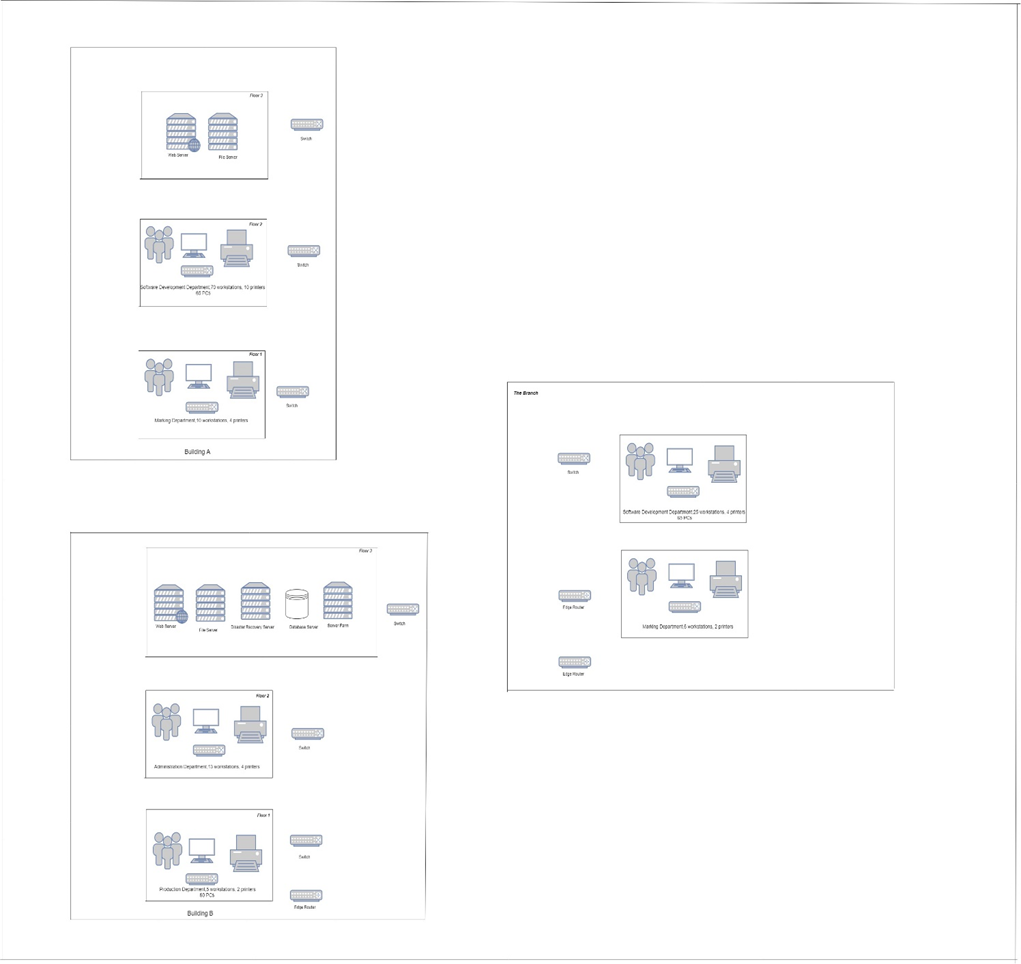 Floor 3
Web Server
File Server
Switch
Floor 2
Software Development Department,70 workstations, 10 printers
65 PCs
Switch
Floor 1
Marking Department,10 workstations, 4 printers
Switch
Building A
The Branch
Switch
Software Development Department,25 workstations, 4 printers
65 PCs
Edge Router
Marking Department,6 workstations, 2 printers
Edge Router
Floor 3
Web Server
File Server
Disaster Recovery Server
Database Server
Server Farm
Switch
Floor 2
Administration Department,10 workstations, 4 printers
Switch
Floor 1
Production Department,5 workstations, 2 printers
60 PCs
Switch
Edge Router
Building B